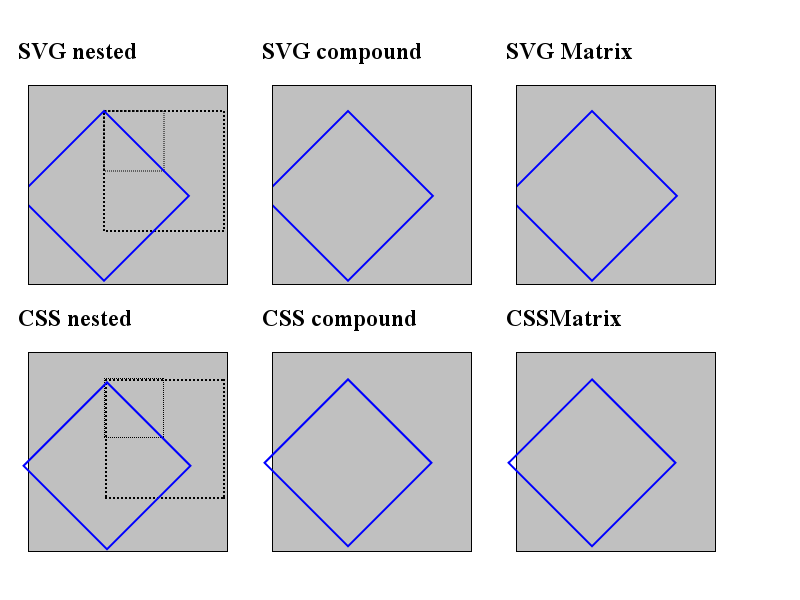 SVG nested
SVG compound
SVG Matrix
CSS nested
CSS compound
CSSMatrix